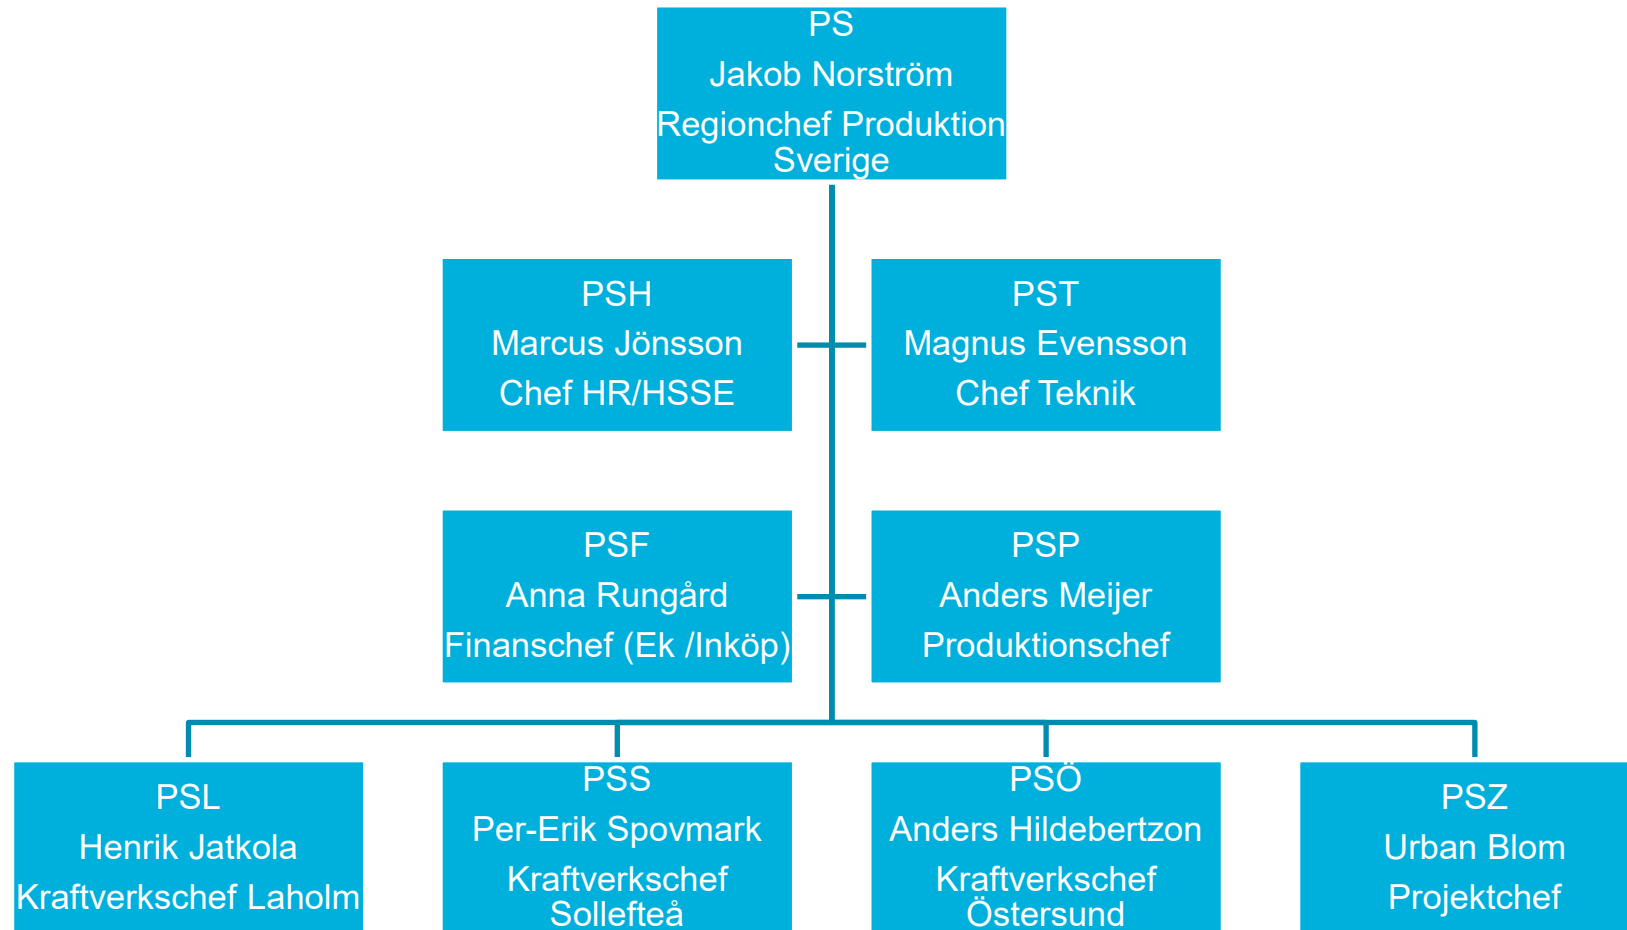 PS
Jakob Norström
Regionchef Produktion
Sverige
PSH
Marcus Jönsson
Chef HR/HSSE
PST
Magnus Evensson
Chef Teknik
PSF
Anna Rungård
Finanschef (Ek /Inköp)
PSP
Anders Meijer
Produktionschef
PSL
Henrik Jatkola
Kraftverkschef Laholm
PSS
Per-Erik Spovmark
Kraftverkschef
Sollefteå
PSÖ
Anders Hildebertzon
Kraftverkschef
Östersund
PSZ
Urban Blom
Projektchef